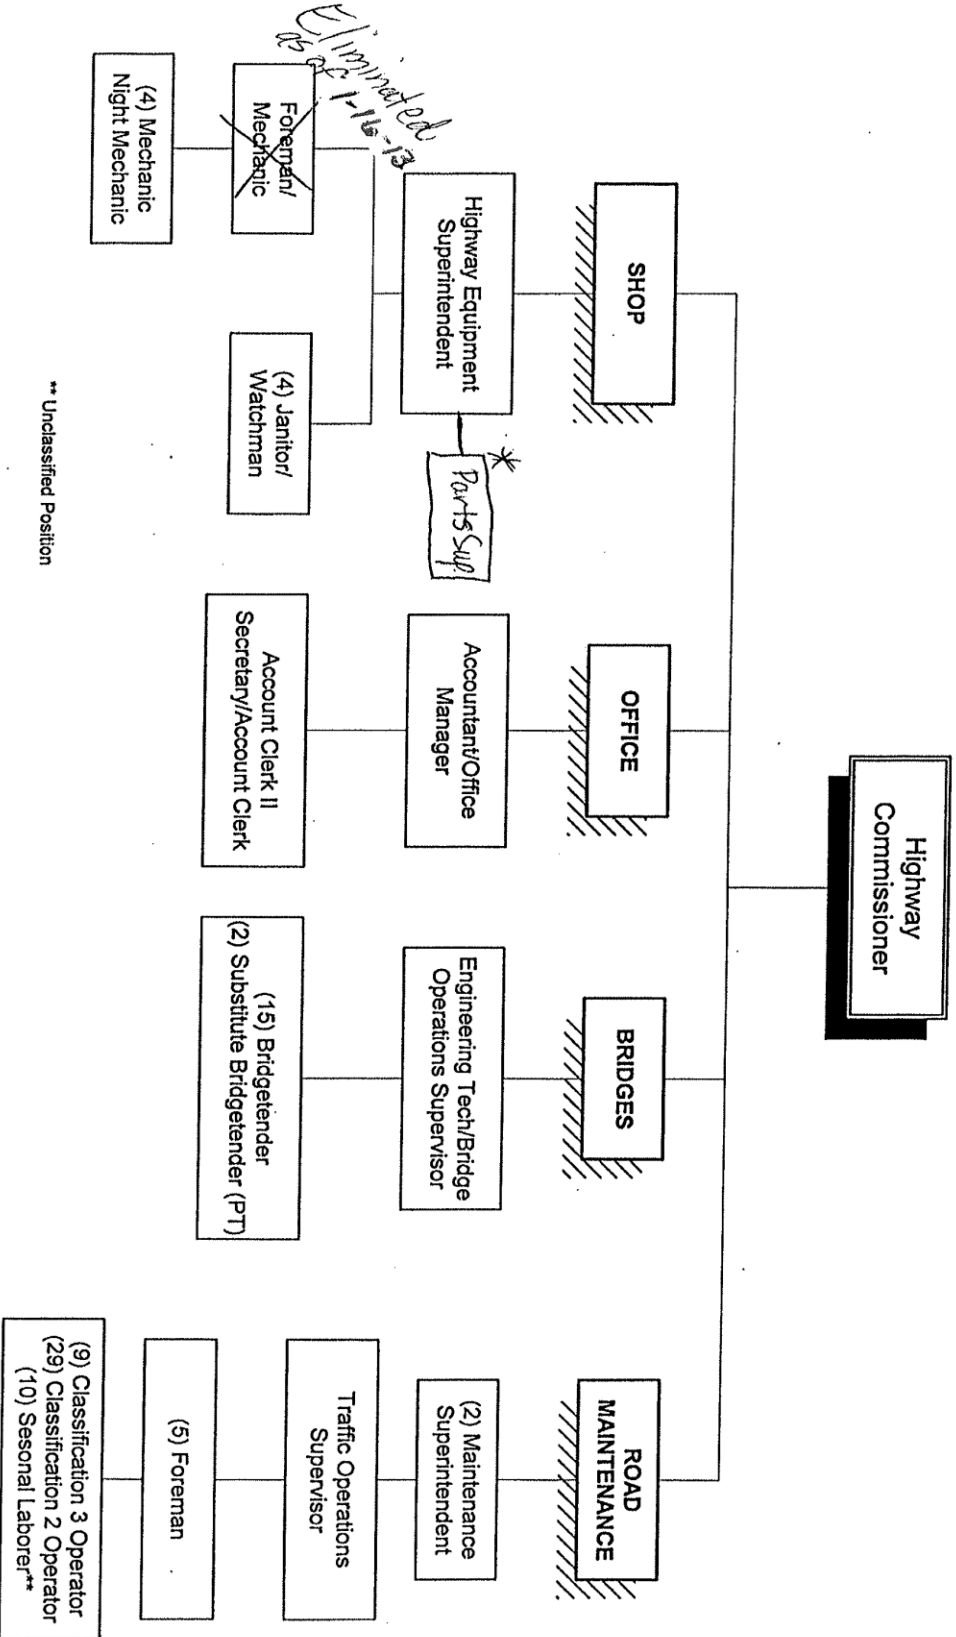 Highway
Commissioner
SHOP
OFFICE
BRIDGES
ROAD
MAINTENANCE
Highway Equipment
Superintendent
*
Parts Sup.
Accountant/Office
Manager
Engineering Tech/Bridge
Operations Supervisor
(2) Maintenance
Superintendent
Eliminated
as of 1-16-13
Foreman/
Mechanic
(4) Janitor/
Watchman
Account Clerk II
Secretary/Account Clerk
(15) Bridgetender
(2) Substitute Bridgetender (PT)
Traffic Operations
Supervisor
(4) Mechanic
Night Mechanic
(5) Foreman
(9) Classification 3 Operator
(29) Classification 2 Operator
(10) Sesonal Laborer**
** Unclassified Position